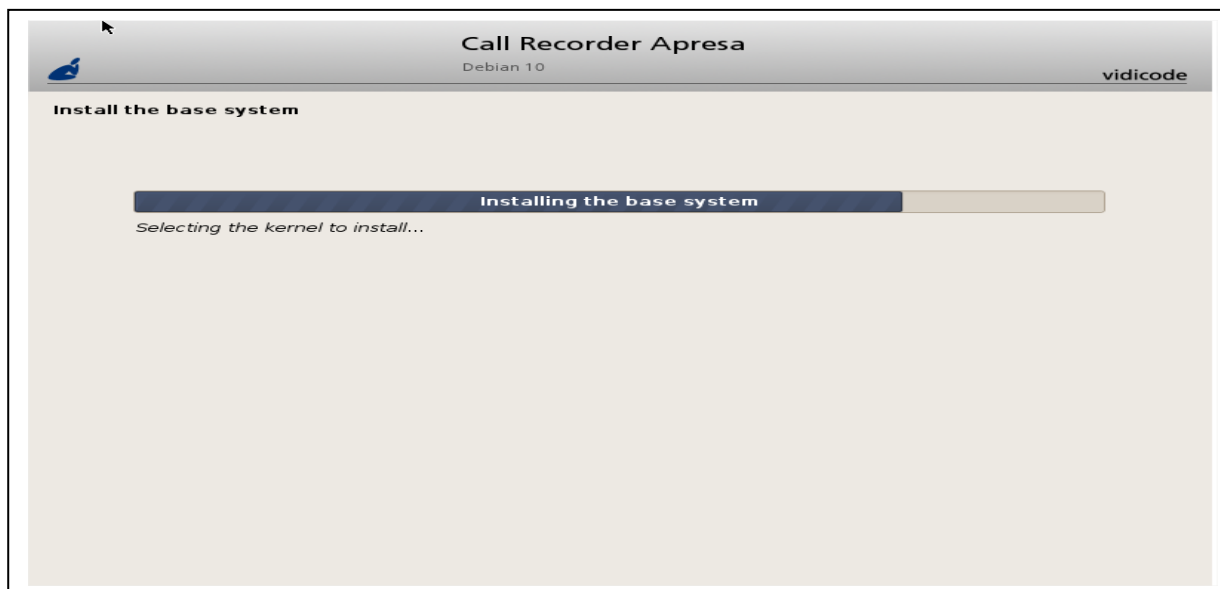 Call Recorder Apresa
Debian 10
vidicode
Install the base system
Installing the base system
Selecting the kernel to install...